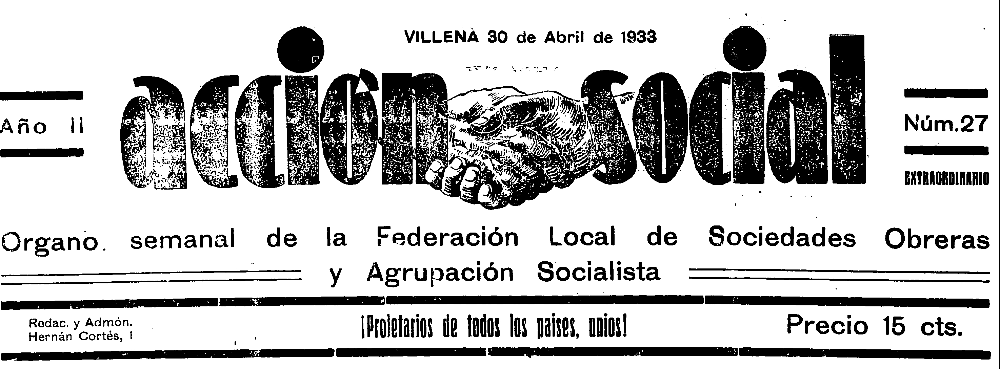 VILLENA 30 de Abril de 1933
acción social
Año II
Núm. 27
EXTRAORDINARIO
Organo semanal de la Federación Local de Sociedades Obreras
y Agrupación Socialista
Redac. y Admón.
Hernán Cortés, 1
¡Proletarios de todos los paises, unios!
Precio 15 cts.